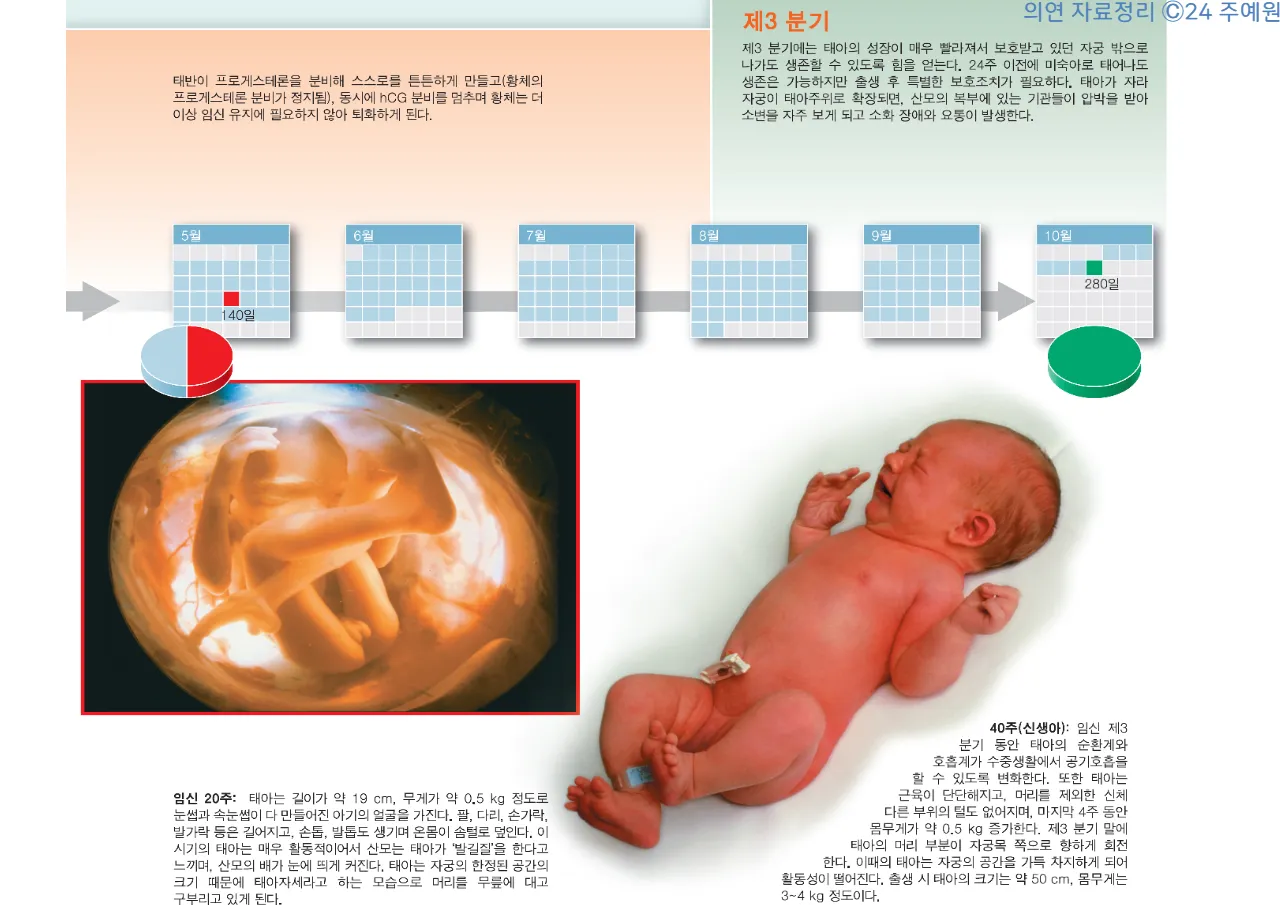 의연 자료정리 ©24 주예원
태반이 프로게스테론을 분비해 스스로를 튼튼하게 만들고(황체의
프로게스테론 분비가 정지됨), 동시에 hCG 분비를 멈추며 황체는 더
이상 임신 유지에 필요하지 않아 퇴화하게 된다.
제3 분기
제3 분기에는 태아의 성장이 매우 빨라져서 보호받고 있던 자궁 밖으로
나가도 생존할 수 있도록 힘을 얻는다. 24주 이전에 미숙아로 태어나도
생존은 가능하지만 출생 후 특별한 보호조치가 필요하다. 태아가 자라
자궁이 태아주위로 확장되면, 산모의 복부에 있는 기관들이 압박을 받아
소변을 자주 보게 되고 소화 장애와 요통이 발생한다.
5월
6월
7월
8월
9월
10월
140일
280일
임신 20주: 태아는 길이가 약 19 cm, 무게가 약 0.5 kg 정도로
눈썹과 속눈썹이 다 만들어진 아기의 얼굴을 가진다. 팔, 다리, 손가락,
발가락 등은 길어지고, 손톱, 발톱도 생기며 온몸이 솜털로 덮인다. 이
시기의 태아는 매우 활동적이어서 산모는 태아가 '발길질'을 한다고
느끼며, 산모의 배가 눈에 띄게 커진다. 태아는 자궁의 한정된 공간의
크기 때문에 태아자세라고 하는 모습으로 머리를 무릎에 대고
구부리고 있게 된다.
40주(신생아): 임신 제3
분기 동안 태아의 순환계와
호흡계가 수중생활에서 공기호흡을
할 수 있도록 변화한다. 또한 태아는
근육이 단단해지고, 머리를 제외한 신체
다른 부위의 털도 없어지며, 마지막 4주 동안
몸무게가 약 0.5 kg 증가한다. 제3 분기 말에
태아의 머리 부분이 자궁목 쪽으로 향하게 회전
한다. 이때의 태아는 자궁의 공간을 가득 차지하게 되어
활동성이 떨어진다. 출생 시 태아의 크기는 약 50 cm, 몸무게는
3~4 kg 정도이다.